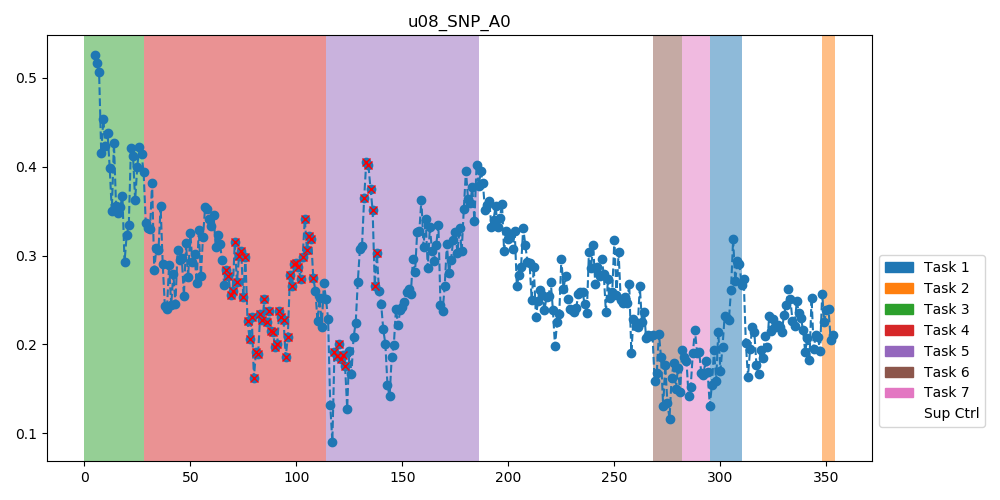 u08_SNP_A0
0.5
0.4
0.3
0.2
0.1
0 50 100 150 200 250 300 350
Task 1
Task 2
Task 3
Task 4
Task 5
Task 6
Task 7
Sup Ctrl